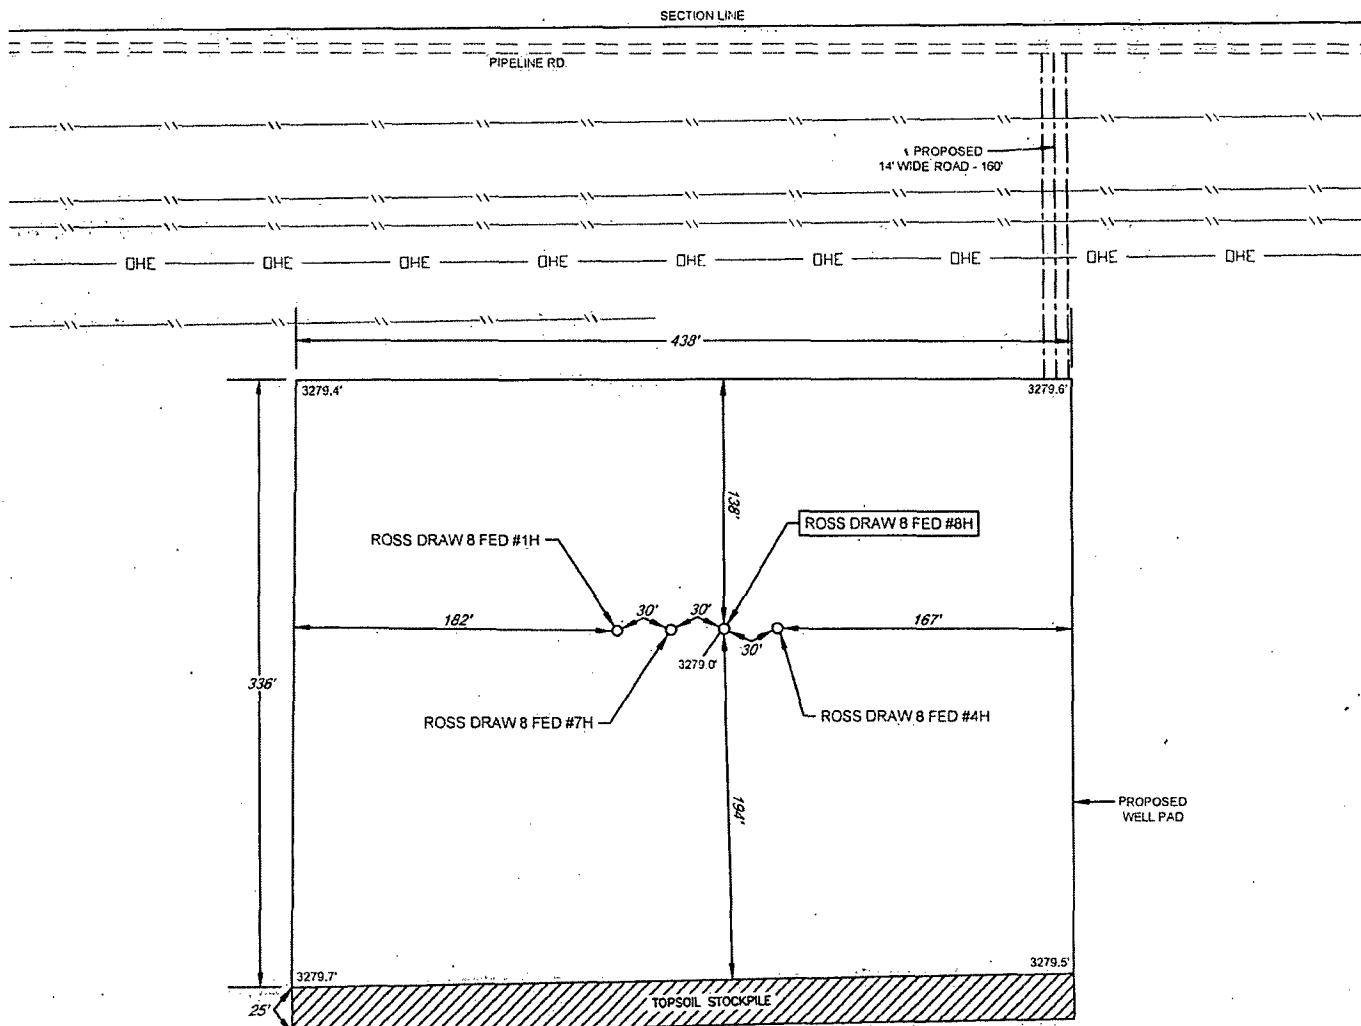 SECTION LINE
PIPELINE RD.
PROPOSED
14' WIDE ROAD - 160'
OHE OHE OHE OHE OHE OHE OHE OHE OHE
438'
3279.4'
3279.6'
138'
ROSS DRAW 8 FED #8H
ROSS DRAW 8 FED #1H
30'
30'
182'
167'
30'
3279.0'
336'
ROSS DRAW 8 FED #7H
ROSS DRAW 8 FED #4H
194'
PROPOSED
WELL PAD
3279.7'
3279.5'
TOPSOIL STOCKPILE
25'